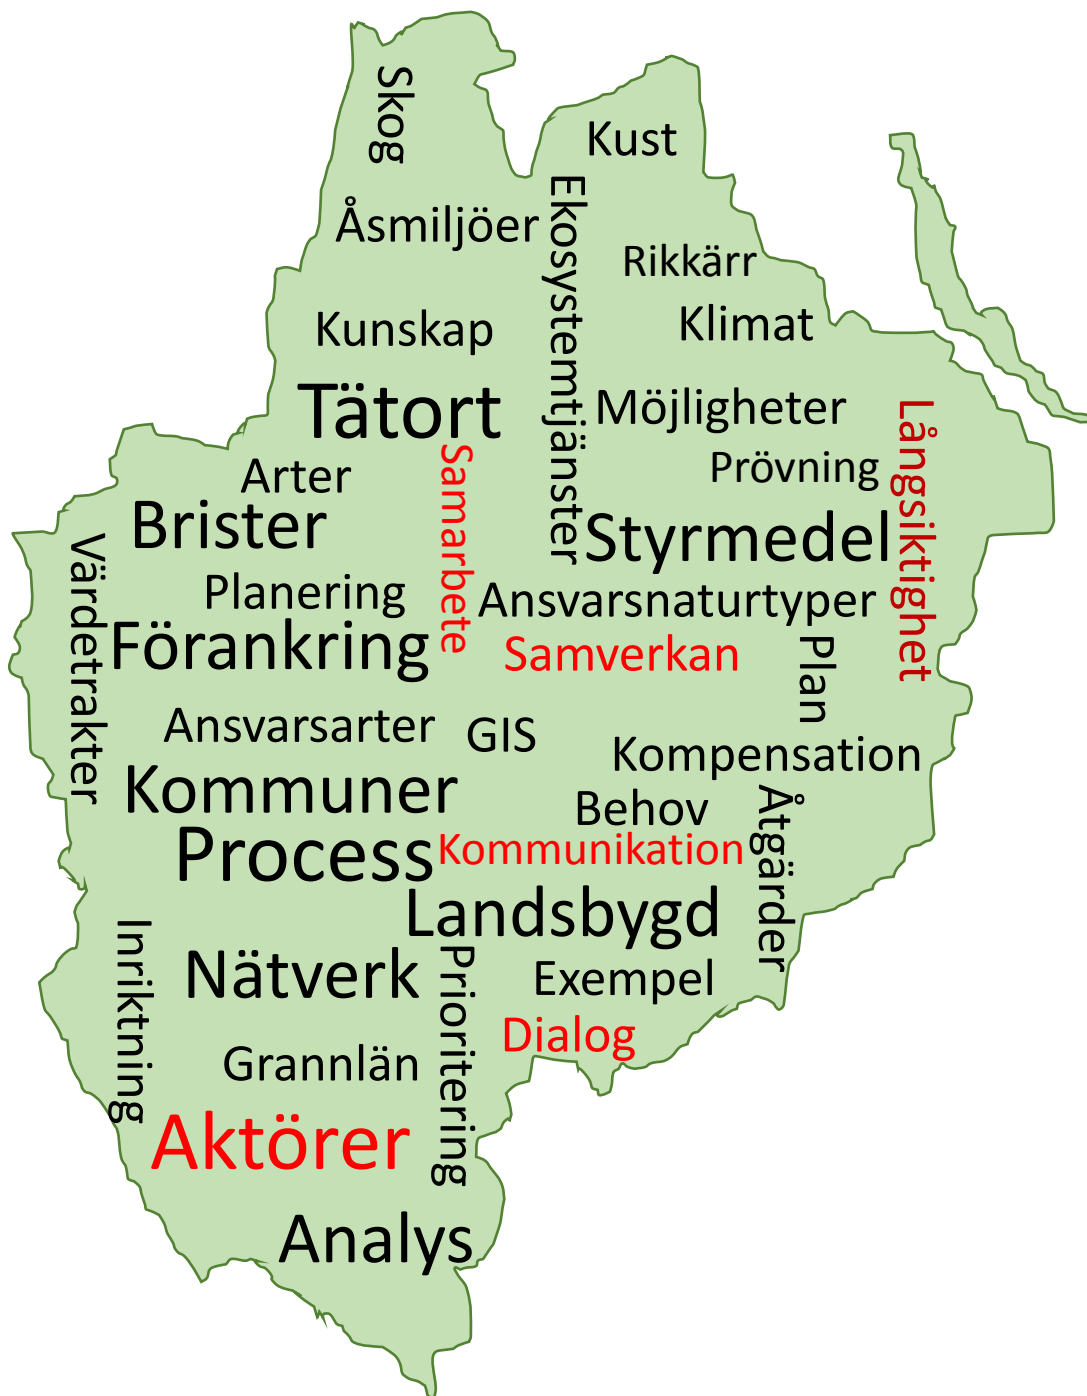 Skog
Kust
Åsmiljöer
Ekosystemtjänster
Rikkärr
Kunskap
Klimat
Tätort
Möjligheter
Långsiktighet
Samarbete
Arter
Prövning
Brister
Styrmedel
Värdetrakter
Planering
Ansvarsnaturtyper
Förankring
Samverkan
Plan
Ansvarsarter
GIS
Kompensation
Kommuner
Behov
Åtgärder
Process
Kommunikation
Landsbygd
Inriktning
Nätverk
Prioritering
Exempel
Dialog
Grannlän
Aktörer
Analys